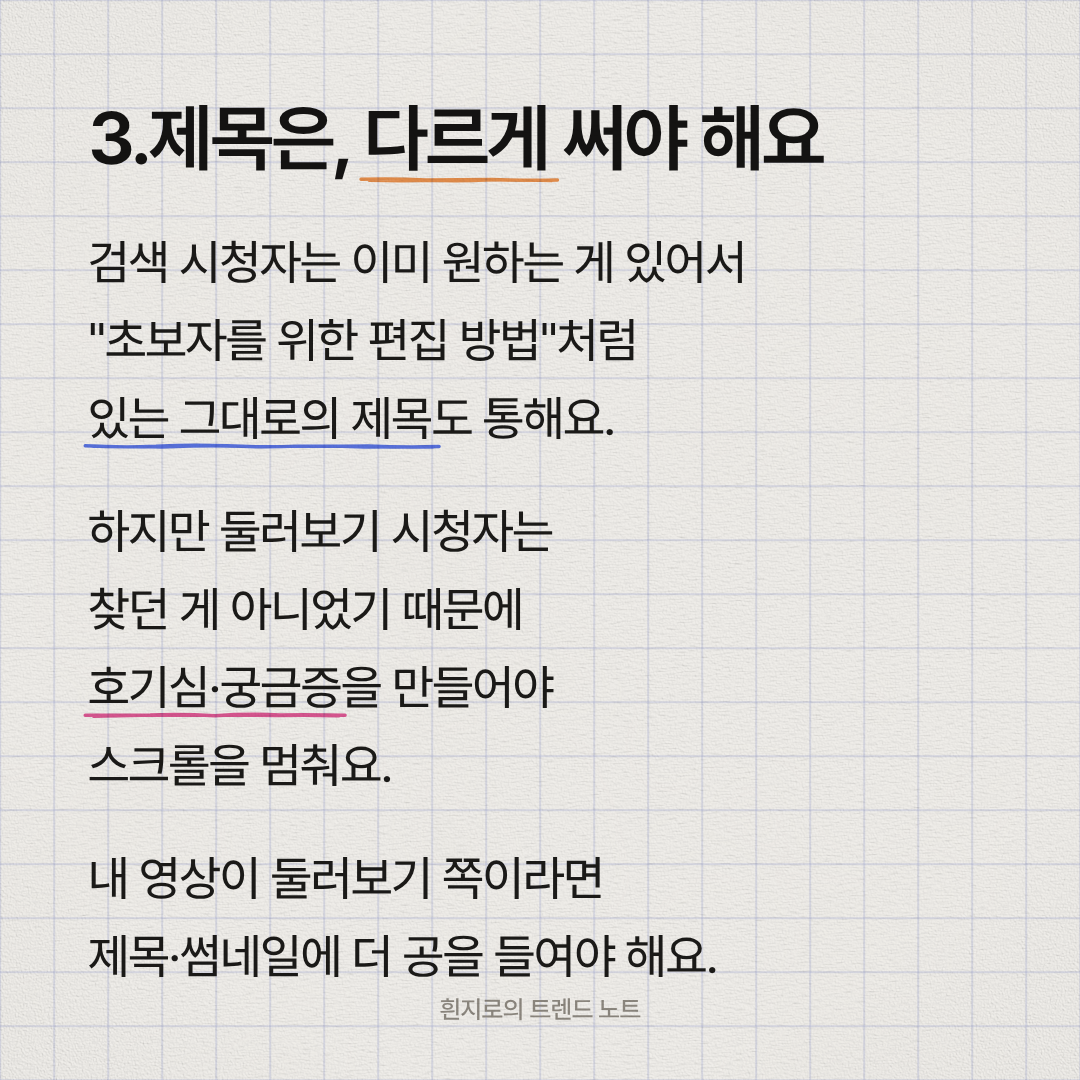 3.제목은, 다르게 써야 해요
검색 시청자는 이미 원하는 게 있어서
"초보자를 위한 편집 방법"처럼
있는 그대로의 제목도 통해요.
하지만 둘러보기 시청자는
찾던 게 아니었기 때문에
호기심·궁금증을 만들어야
스크롤을 멈춰요.
내 영상이 둘러보기 쪽이라면
제목·썸네일에 더 공을 들여야 해요.
흰지로의 트렌드 노트